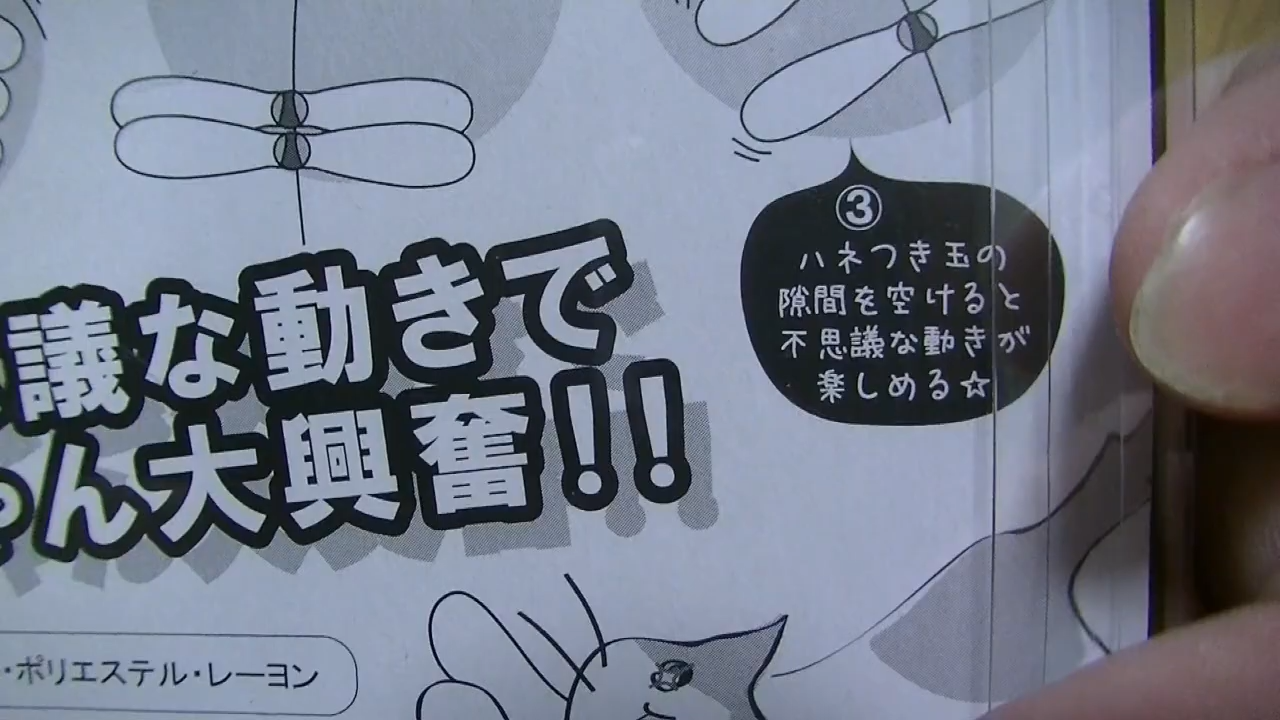 議な動きで
ん大興奮!!
③
ハネつき玉の
隙間を空けると
不思議な動きが
楽しめる☆
・ポリエステル・レーヨン